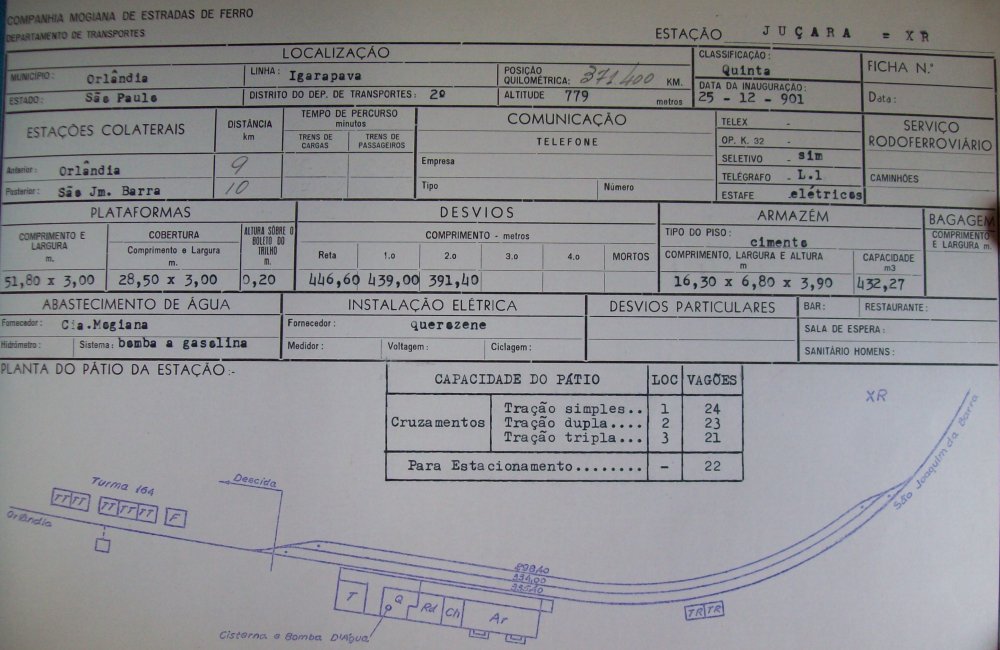 COMPANHIA MOGIANA DE ESTRADAS DE FERRO
DEPARTAMENTO DE TRANSPORTES
ESTAÇÃO JUÇARA = XR
LOCALIZAÇÃO
MUNICÍPIO: Orlândia
LINHA: Igarapava
POSIÇÃO QUILOMÉTRICA: 371,400 KM.
ESTADO: São Paulo
DISTRITO DO DEP. DE TRANSPORTES: 2º
ALTITUDE 779 metros
CLASSIFICAÇÃO:
Quinta
DATA DA INAUGURAÇÃO:
25 - 12 - 901
FICHA N.º
Data:
ESTAÇÕES COLATERAIS
DISTÂNCIA
km
TEMPO DE PERCURSO
minutos
TRENS DE CARGAS
TRENS DE PASSAGEIROS
Anterior: Orlândia 9
Posterior: São Jm. Barra 10
COMUNICAÇÃO
TELEFONE
Empresa
Tipo
Número
TELEX -
OP. K. 32 -
SELETIVO - sim
TELÉGRAFO - L.1
ESTAFE elétricos
SERVIÇO
RODOFERROVIÁRIO
CAMINHÕES
PLATAFORMAS
COMPRIMENTO E
LARGURA
m.
COBERTURA
Comprimento e Largura
m.
ALTURA SÔBRE O
BOLETO DO
TRILHO
m.
51,80 x 3,00
28,50 x 3,00
0,20
DESVIOS
COMPRIMENTO - metros
Reta 1.o 2.o 3.o 4.o MORTOS
446,60 439,00 391,40
ARMAZÉM
TIPO DO PISO:
cimento
COMPRIMENTO, LARGURA E ALTURA
m
CAPACIDADE
m3
16,30 x 6,80 x 3,90
432,27
BAGAGEM
COMPRIMENTO
E LARGURA m.
ABASTECIMENTO DE ÁGUA
Fornecedor: Cia.Mogiana
Hidrômetro:
Sistema: bomba a gasolina
INSTALAÇÃO ELÉTRICA
Fornecedor: querozene
Medidor:
Voltagem:
Ciclagem:
DESVIOS PARTICULARES
BAR:
RESTAURANTE:
SALA DE ESPERA:
SANITÁRIO HOMENS:
PLANTA DO PÁTIO DA ESTAÇÃO:-
CAPACIDADE DO PÁTIO LOC VAGÕES
Cruzamentos
Tração simples.. 1 24
Tração dupla.... 2 23
Tração tripla... 3 21
Para Estacionamento........ - 22
XR
São Joaquim da Barra
Turma 164
Descida
TT TT TT TT TT F
Orlândia
T Q Rd Ch Ar
TR TR
Cisterna e Bomba D'Água